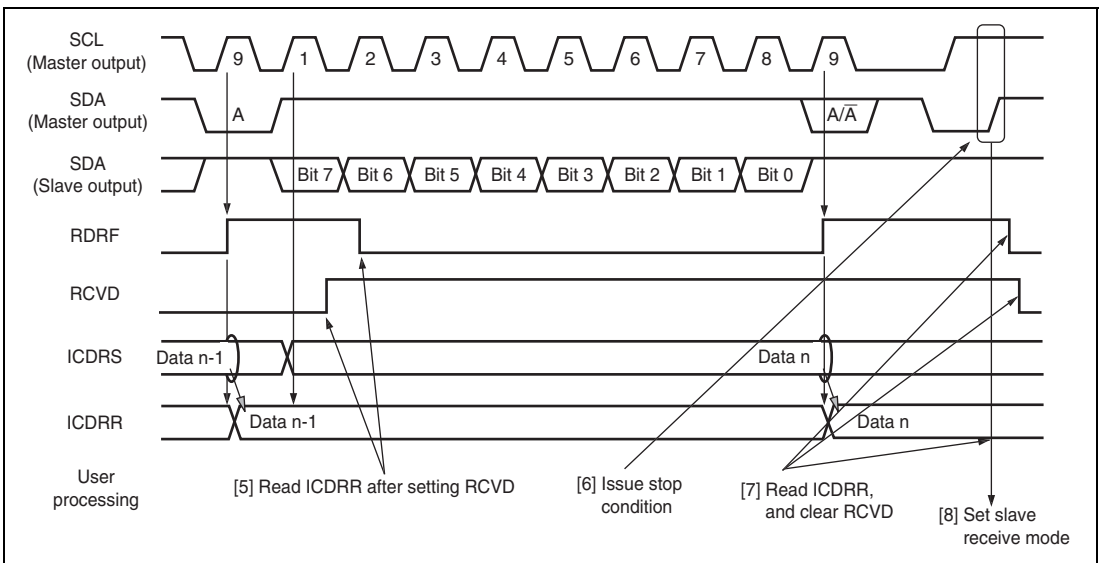 SCL
(Master output)
9 1 2 3 4 5 6 7 8 9
SDA
(Master output)
A A/A̅
SDA
(Slave output)
Bit 7 Bit 6 Bit 5 Bit 4 Bit 3 Bit 2 Bit 1 Bit 0
RDRF
RCVD
ICDRS
Data n-1 Data n
ICDRR
Data n-1 Data n
User
processing
[5] Read ICDRR after setting RCVD
[6] Issue stop
condition
[7] Read ICDRR,
and clear RCVD
[8] Set slave
receive mode